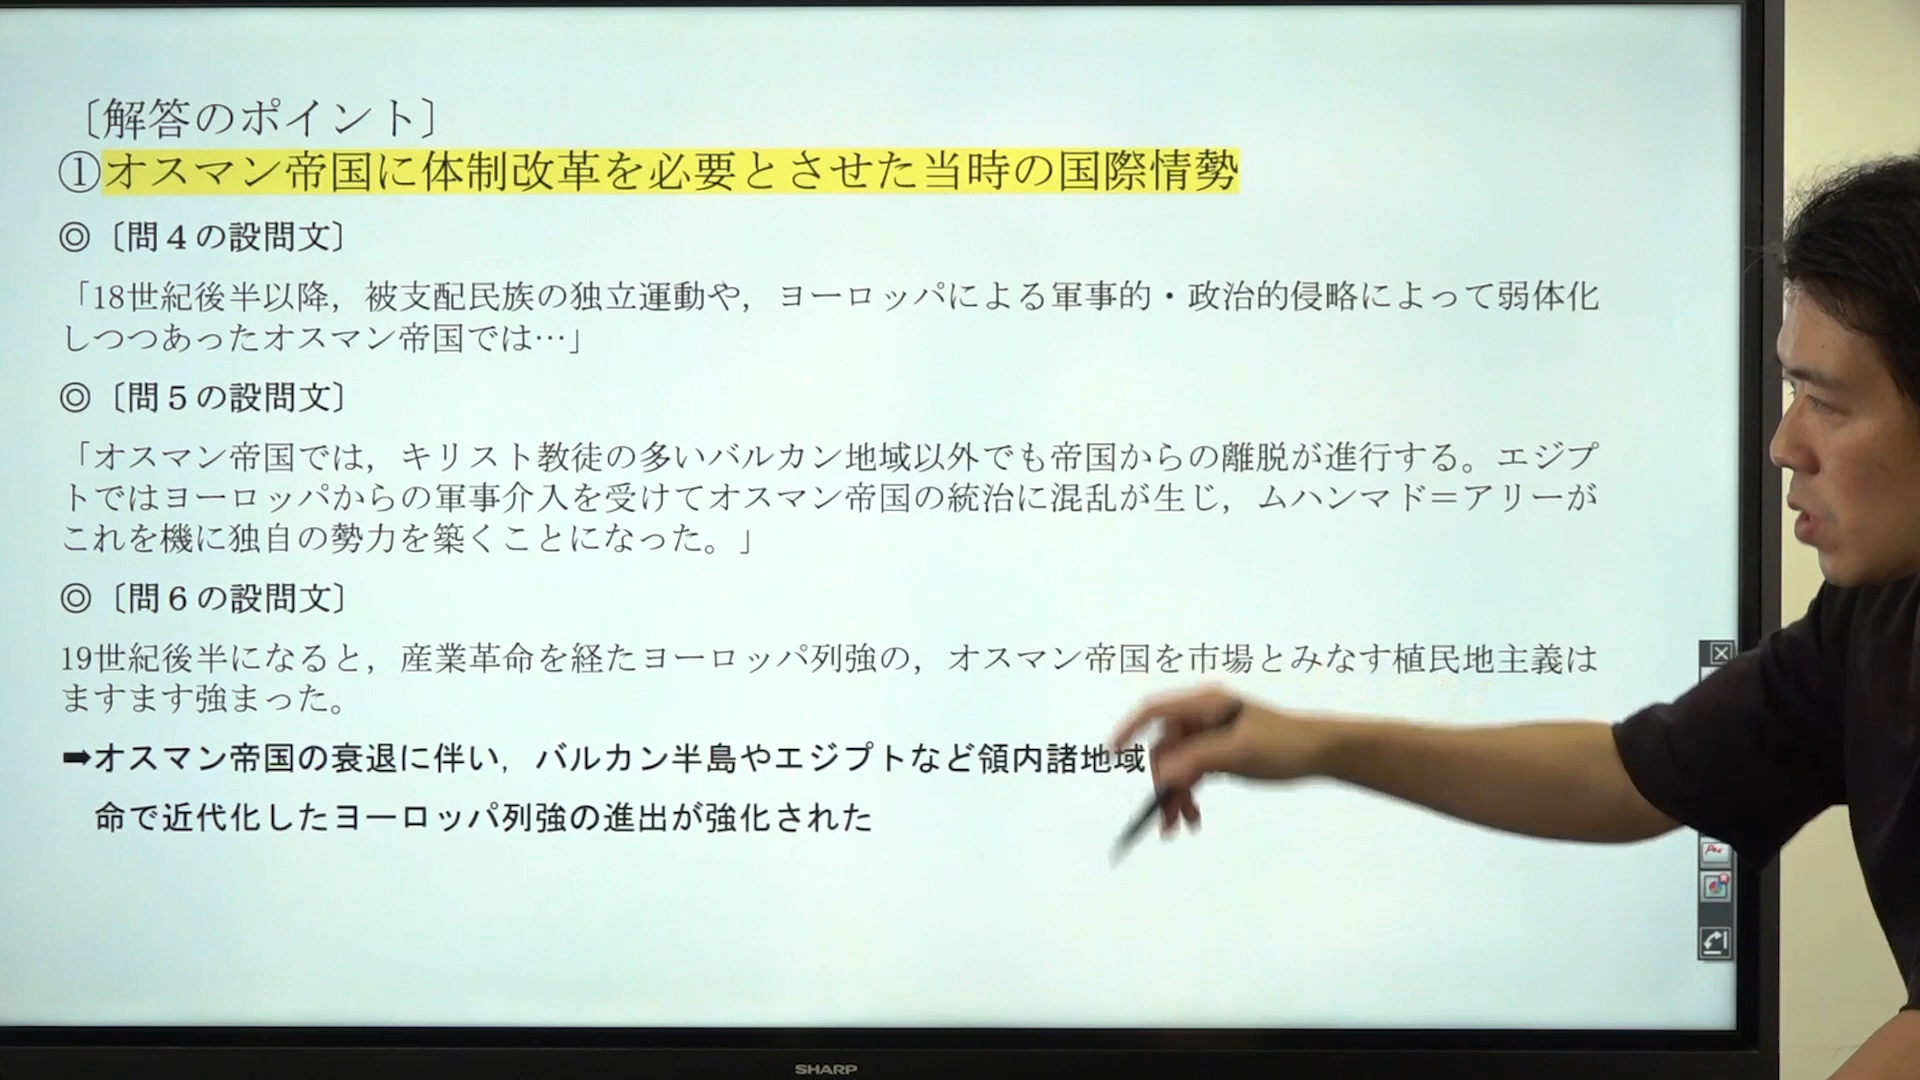 〔解答のポイント〕
①オスマン帝国に体制改革を必要とさせた当時の国際情勢
◎〔問４の設問文〕
「18世紀後半以降，被支配民族の独立運動や，ヨーロッパによる軍事的・政治的侵略によって弱体化
しつつあったオスマン帝国では…」
◎〔問５の設問文〕
「オスマン帝国では，キリスト教徒の多いバルカン地域以外でも帝国からの離脱が進行する。エジプ
トではヨーロッパからの軍事介入を受けてオスマン帝国の統治に混乱が生じ，ムハンマド＝アリーが
これを機に独自の勢力を築くことになった。」
◎〔問６の設問文〕
19世紀後半になると，産業革命を経たヨーロッパ列強の，オスマン帝国を市場とみなす植民地主義は
ますます強まった。
➡オスマン帝国の衰退に伴い，バルカン半島やエジプトなど領内諸地域
命で近代化したヨーロッパ列強の進出が強化された
SHARP